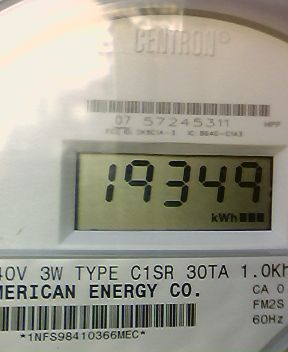 CENTRON®
07 57245311
19349
kWh
40V 3W TYPE C1SR 30TA 1.0Kh
MERICAN ENERGY CO.
CA 0
FM2S
60Hz
*1NFS98410366MEC*